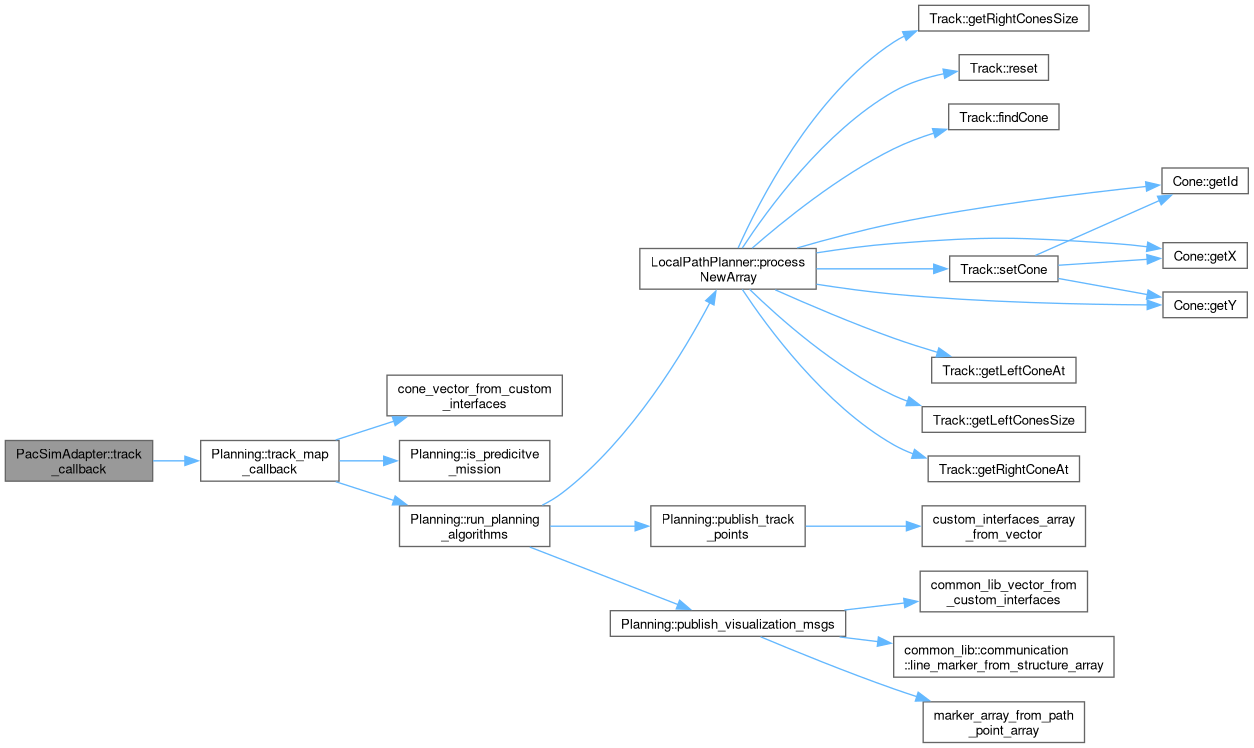 PacSimAdapter::track
_callback
Planning::track_map
_callback
cone_vector_from_custom
_interfaces
Planning::is_predicitve
_mission
Planning::run_planning
_algorithms
LocalPathPlanner::process
NewArray
Planning::publish_track
_points
Planning::publish_visualization_msgs
Track::getRightConesSize
Track::reset
Track::findCone
Track::setCone
Track::getLeftConeAt
Track::getLeftConesSize
Track::getRightConeAt
custom_interfaces_array
_from_vector
common_lib_vector_from
_custom_interfaces
common_lib::communication
::line_marker_from_structure_array
marker_array_from_path
_point_array
Cone::getId
Cone::getX
Cone::getY